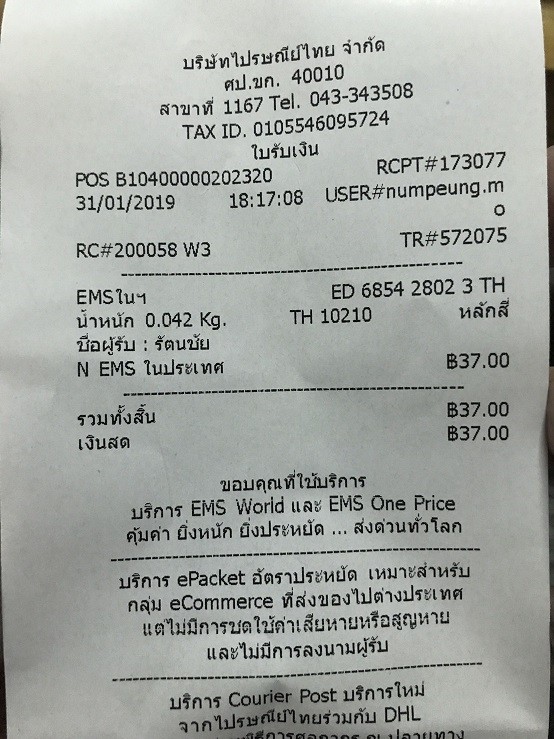 บริษัทไปรษณีย์ไทย จำกัด
ศป.ขก. 40010
สาขาที่ 1167 Tel. 043-343508
TAX ID. 0105546095724
ใบรับเงิน
POS B10400000202320 RCPT#173077
31/01/2019 18:17:08 USER#numpeung.m
o
RC#200058 W3 TR#572075
EMSในฯ ED 6854 2802 3 TH
น้ำหนัก 0.042 Kg. TH 10210 หลักสี่
ชื่อผู้รับ : รัตนชัย
N EMS ในประเทศ ฿37.00
รวมทั้งสิ้น ฿37.00
เงินสด ฿37.00
ขอบคุณที่ใช้บริการ
บริการ EMS World และ EMS One Price
คุ้มค่า ยิ่งหนัก ยิ่งประหยัด ... ส่งด่วนทั่วโลก
บริการ ePacket อัตราประหยัด เหมาะสำหรับ
กลุ่ม eCommerce ที่ส่งของไปต่างประเทศ
แต่ไม่มีการชดใช้ค่าเสียหายหรือสูญหาย
และไม่มีการลงนามผู้รับ
บริการ Courier Post บริการใหม่
จากไปรษณีย์ไทยร่วมกับ DHL
ปลายทาง